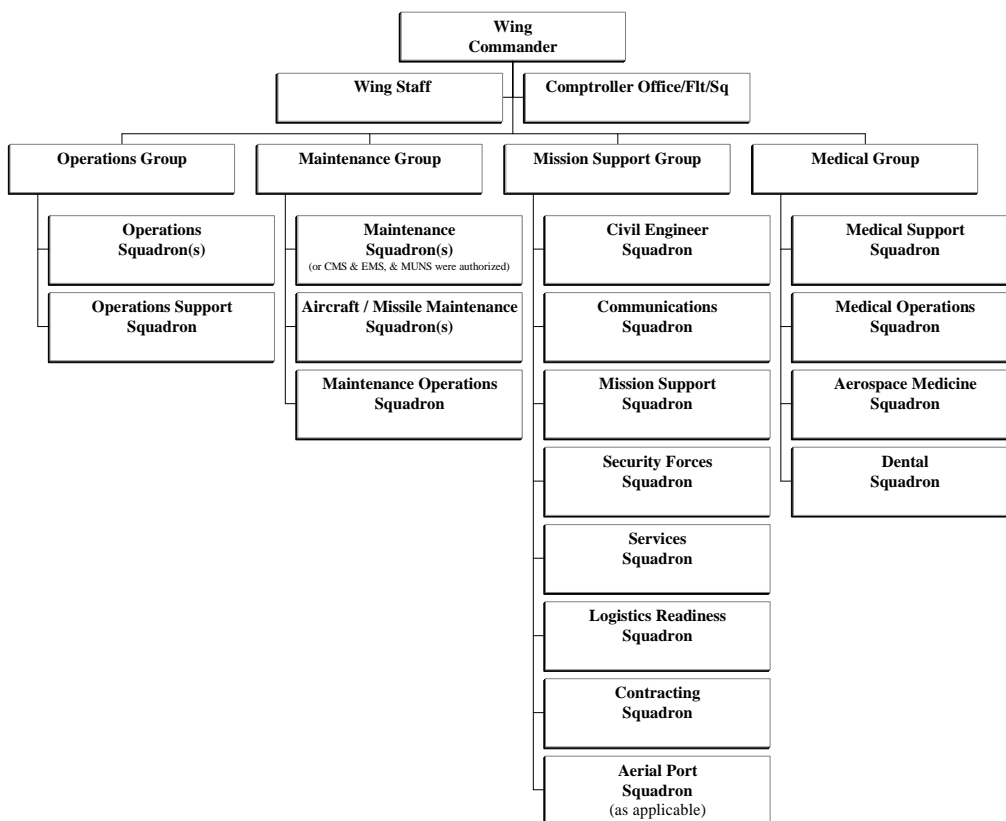 Wing
Commander
Wing Staff
Comptroller Office/Flt/Sq
Operations Group
Maintenance Group
Mission Support Group
Medical Group
Operations
Squadron(s)
Operations Support
Squadron
Maintenance
Squadron(s)
(or CMS & EMS, & MUNS were authorized)
Aircraft / Missile Maintenance
Squadron(s)
Maintenance Operations
Squadron
Civil Engineer
Squadron
Communications
Squadron
Mission Support
Squadron
Security Forces
Squadron
Services
Squadron
Logistics Readiness
Squadron
Contracting
Squadron
Aerial Port
Squadron
(as applicable)
Medical Support
Squadron
Medical Operations
Squadron
Aerospace Medicine
Squadron
Dental
Squadron